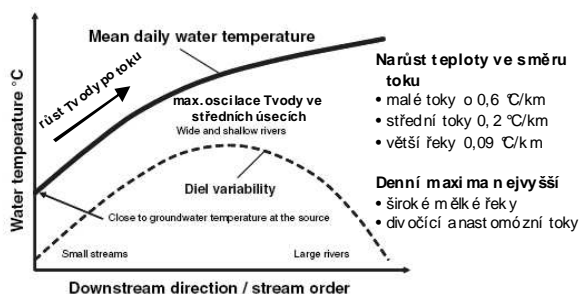 Mean daily water temperature
růst Tvody po toku
max.oscilace Tvody ve
středních úsecích
Wide and shallow rivers
Diel variability
Close to groundwater temperature at the source
Small streams
Large rivers
Water temperature °C
Downstream direction / stream order
Narůst teploty ve směru
toku
• malé toky o 0,6 °C/km
• střední toky 0,2 °C/km
• větší řeky 0,09 °C/km
Denní maxima nejvyšší
• široké mělké řeky
• divočící anastomózní toky